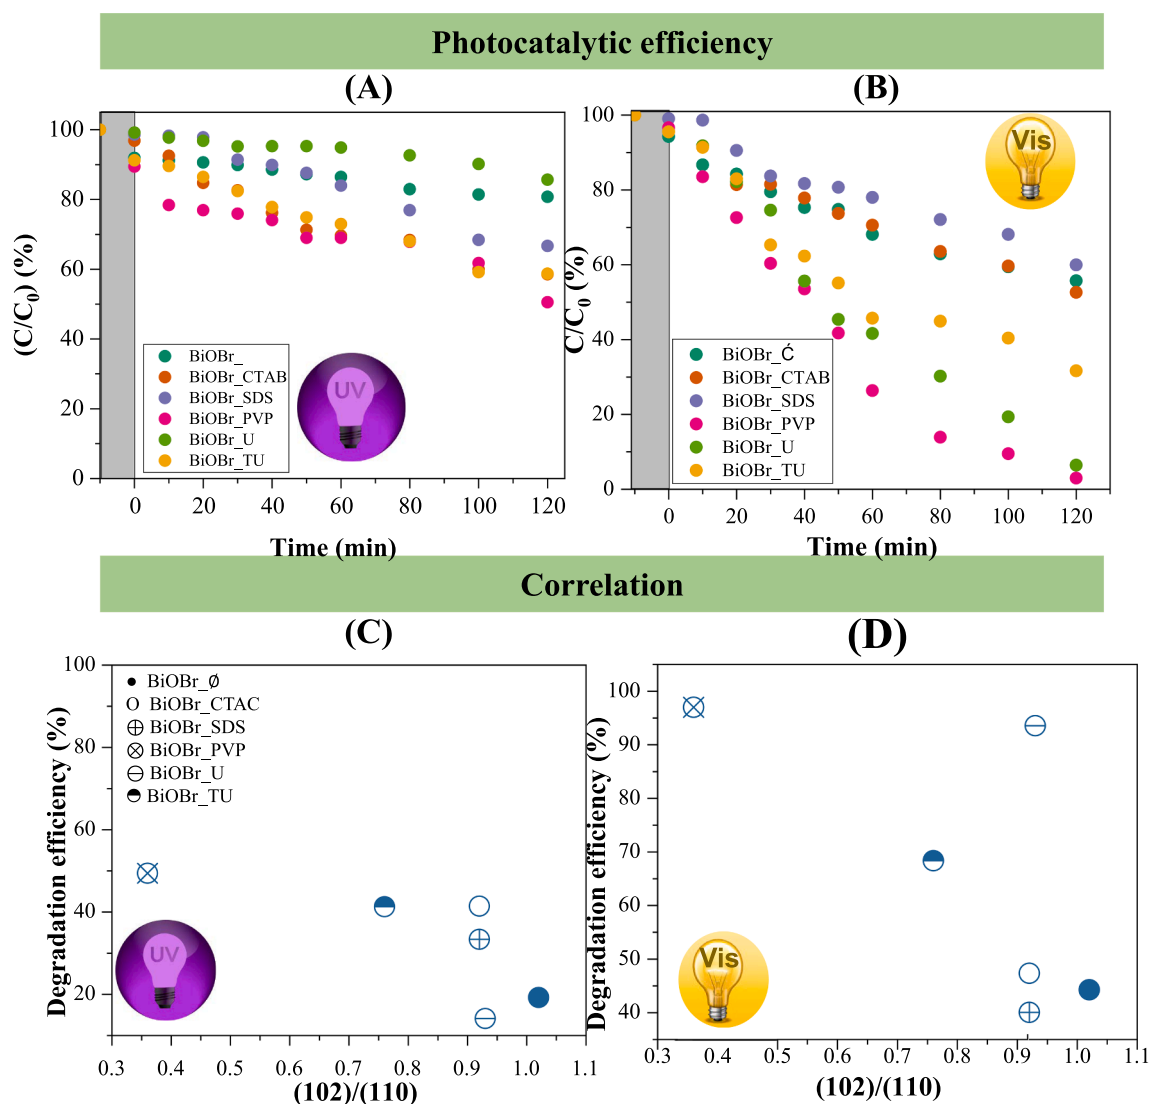 Photocatalytic efficiency
(A)
(B)
(C/C0) (%)
100
80
60
40
20
0
BiOBr_
BiOBr_CTAB
BiOBr_SDS
BiOBr_PVP
BiOBr_U
BiOBr_TU
UV
0 20 40 60 80 100 120
Time (min)
C/C0 (%)
100
80
60
40
20
0
Vis
BiOBr_Ć
BiOBr_CTAB
BiOBr_SDS
BiOBr_PVP
BiOBr_U
BiOBr_TU
0 20 40 60 80 100 120
Time (min)
Correlation
(C)
(D)
Degradation efficiency (%)
100
80
60
40
20
BiOBr_Ø
BiOBr_CTAC
BiOBr_SDS
BiOBr_PVP
BiOBr_U
BiOBr_TU
UV
0.3 0.4 0.5 0.6 0.7 0.8 0.9 1.0 1.1
(102)/(110)
Degradation efficiency (%)
100
90
80
70
60
50
40
Vis
0.3 0.4 0.5 0.6 0.7 0.8 0.9 1.0 1.1
(102)/(110)